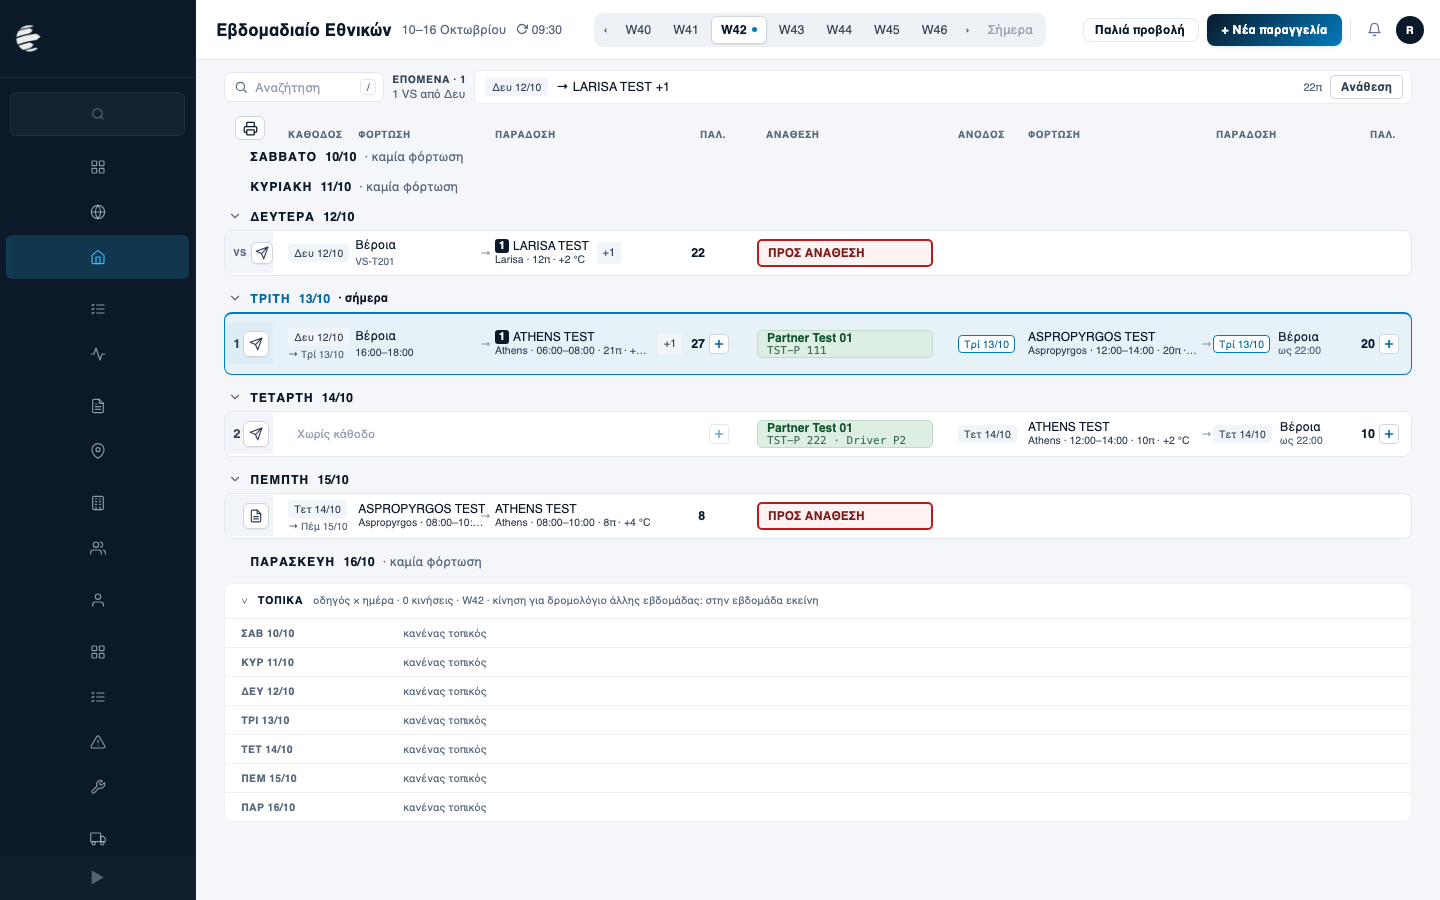 Εβδομαδιαίο Εθνικών 10–16 Οκτωβρίου 09:30 ‹ W40 W41 W42 W43 W44 W45 W46 › Σήμερα Παλιά προβολή + Νέα παραγγελία R
Αναζήτηση / ΕΠΟΜΕΝΑ · 1
1 VS από Δευ
Δευ 12/10 → LARISA TEST +1 22π Ανάθεση
ΚΑΘΟΔΟΣ ΦΟΡΤΩΣΗ ΠΑΡΑΔΟΣΗ ΠΑΛ. ΑΝΑΘΕΣΗ ΑΝΟΔΟΣ ΦΟΡΤΩΣΗ ΠΑΡΑΔΟΣΗ ΠΑΛ.
ΣΑΒΒΑΤΟ 10/10 · καμία φόρτωση
ΚΥΡΙΑΚΗ 11/10 · καμία φόρτωση
ΔΕΥΤΕΡΑ 12/10
VS Δευ 12/10 Βέροια → 1 LARISA TEST +1 22 ΠΡΟΣ ΑΝΑΘΕΣΗ
VS-T201 Larisa · 12π · +2 °C
ΤΡΙΤΗ 13/10 · σήμερα
1 Δευ 12/10 Βέροια → 1 ATHENS TEST +1 27 + Partner Test 01 Τρί 13/10 ASPROPYRGOS TEST → Τρί 13/10 Βέροια 20 +
→ Τρί 13/10 16:00–18:00 Athens · 06:00–08:00 · 21π · +… TST–P 111 Aspropyrgos · 12:00–14:00 · 20π ·… ως 22:00
ΤΕΤΑΡΤΗ 14/10
2 Χωρίς κάθοδο + Partner Test 01 Τετ 14/10 ATHENS TEST → Τετ 14/10 Βέροια 10 +
TST–P 222 · Driver P2 Athens · 12:00–14:00 · 10π · +2 °C ως 22:00
ΠΕΜΠΤΗ 15/10
Τετ 14/10 ASPROPYRGOS TEST → ATHENS TEST 8 ΠΡΟΣ ΑΝΑΘΕΣΗ
→ Πέμ 15/10 Aspropyrgos · 08:00–10:… Athens · 08:00–10:00 · 8π · +4 °C
ΠΑΡΑΣΚΕΥΗ 16/10 · καμία φόρτωση
ΤΟΠΙΚΑ οδηγός × ημέρα · 0 κινήσεις · W42 · κίνηση για δρομολόγιο άλλης εβδομάδας: στην εβδομάδα εκείνη
ΣΑΒ 10/10 κανένας τοπικός
ΚΥΡ 11/10 κανένας τοπικός
ΔΕΥ 12/10 κανένας τοπικός
ΤΡΙ 13/10 κανένας τοπικός
ΤΕΤ 14/10 κανένας τοπικός
ΠΕΜ 15/10 κανένας τοπικός
ΠΑΡ 16/10 κανένας τοπικός